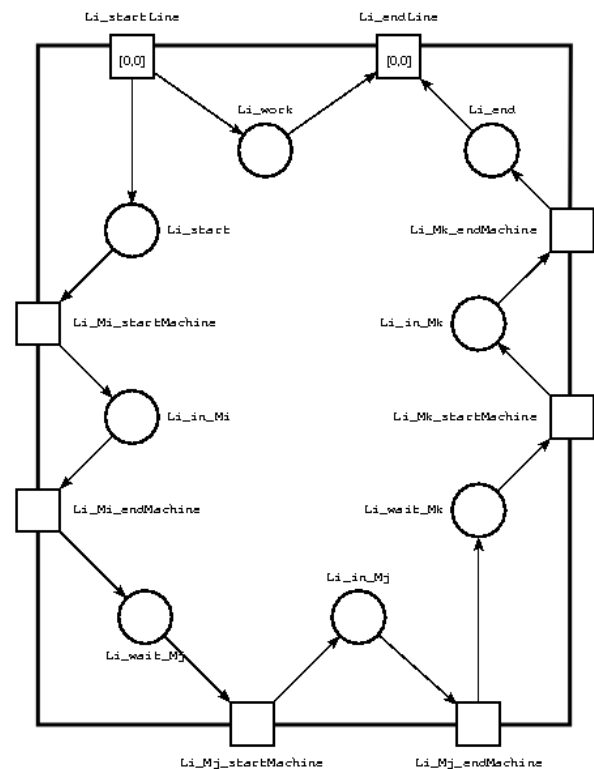 Li_startLine
Li_endLine
[0,0]
[0,0]
Li_work
Li_end
Li_start
Li_Mk_endMachine
Li_Mi_startMachine
Li_in_Mk
Li_in_Mi
Li_Mk_startMachine
Li_Mi_endMachine
Li_wait_Mk
Li_in_Mj
Li_wait_Mj
Li_Mj_startMachine
Li_Mj_endMachine